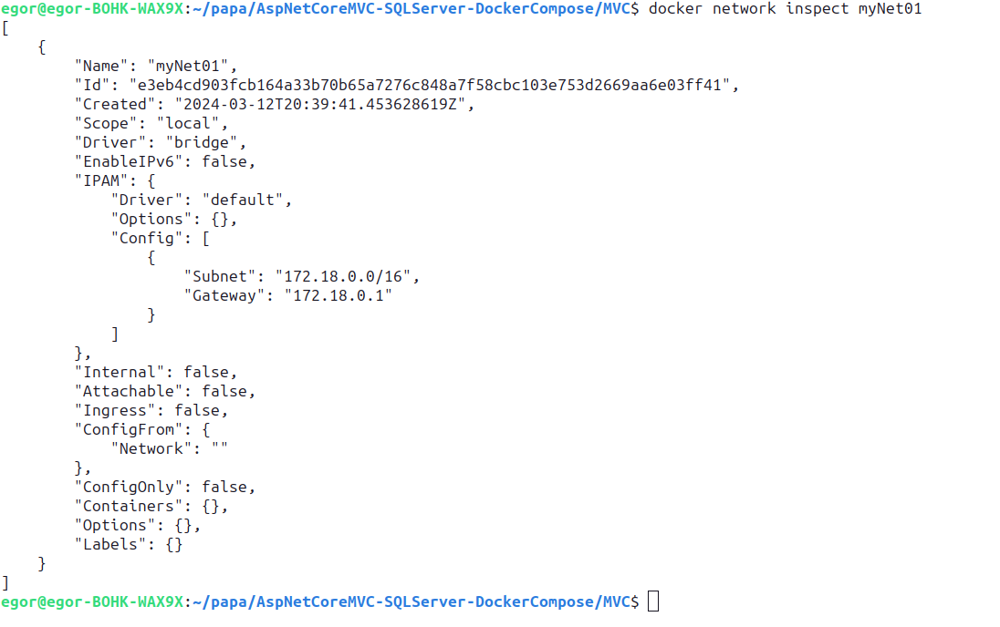 egor@egor-BOHK-WAX9X:~/papa/AspNetCoreMVC-SQLServer-DockerCompose/MVC$ docker network inspect myNet01
[
    {
        "Name": "myNet01",
        "Id": "e3eb4cd903fcb164a33b70b65a7276c848a7f58cbc103e753d2669aa6e03ff41",
        "Created": "2024-03-12T20:39:41.453628619Z",
        "Scope": "local",
        "Driver": "bridge",
        "EnableIPv6": false,
        "IPAM": {
            "Driver": "default",
            "Options": {},
            "Config": [
                {
                    "Subnet": "172.18.0.0/16",
                    "Gateway": "172.18.0.1"
                }
            ]
        },
        "Internal": false,
        "Attachable": false,
        "Ingress": false,
        "ConfigFrom": {
            "Network": ""
        },
        "ConfigOnly": false,
        "Containers": {},
        "Options": {},
        "Labels": {}
    }
]
egor@egor-BOHK-WAX9X:~/papa/AspNetCoreMVC-SQLServer-DockerCompose/MVC$